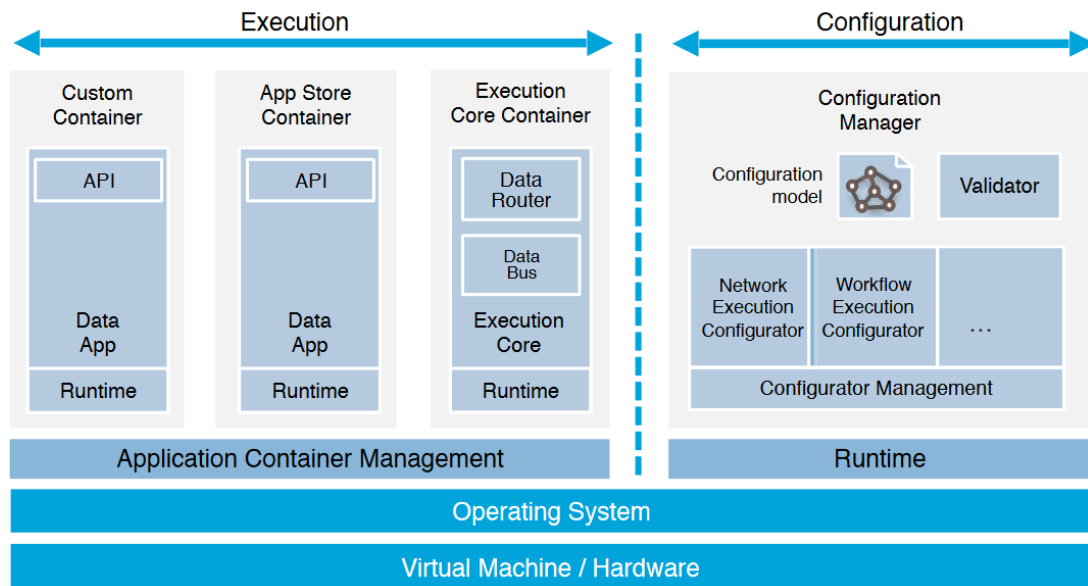 Execution
Configuration
Custom
Container
API
Data
App
Runtime
App Store
Container
API
Data
App
Runtime
Execution
Core Container
Data
Router
Data
Bus
Execution
Core
Runtime
Configuration
Manager
Configuration
model
Validator
Network
Execution
Configurator
Workflow
Execution
Configurator
...
Configurator Management
Application Container Management
Runtime
Operating System
Virtual Machine / Hardware